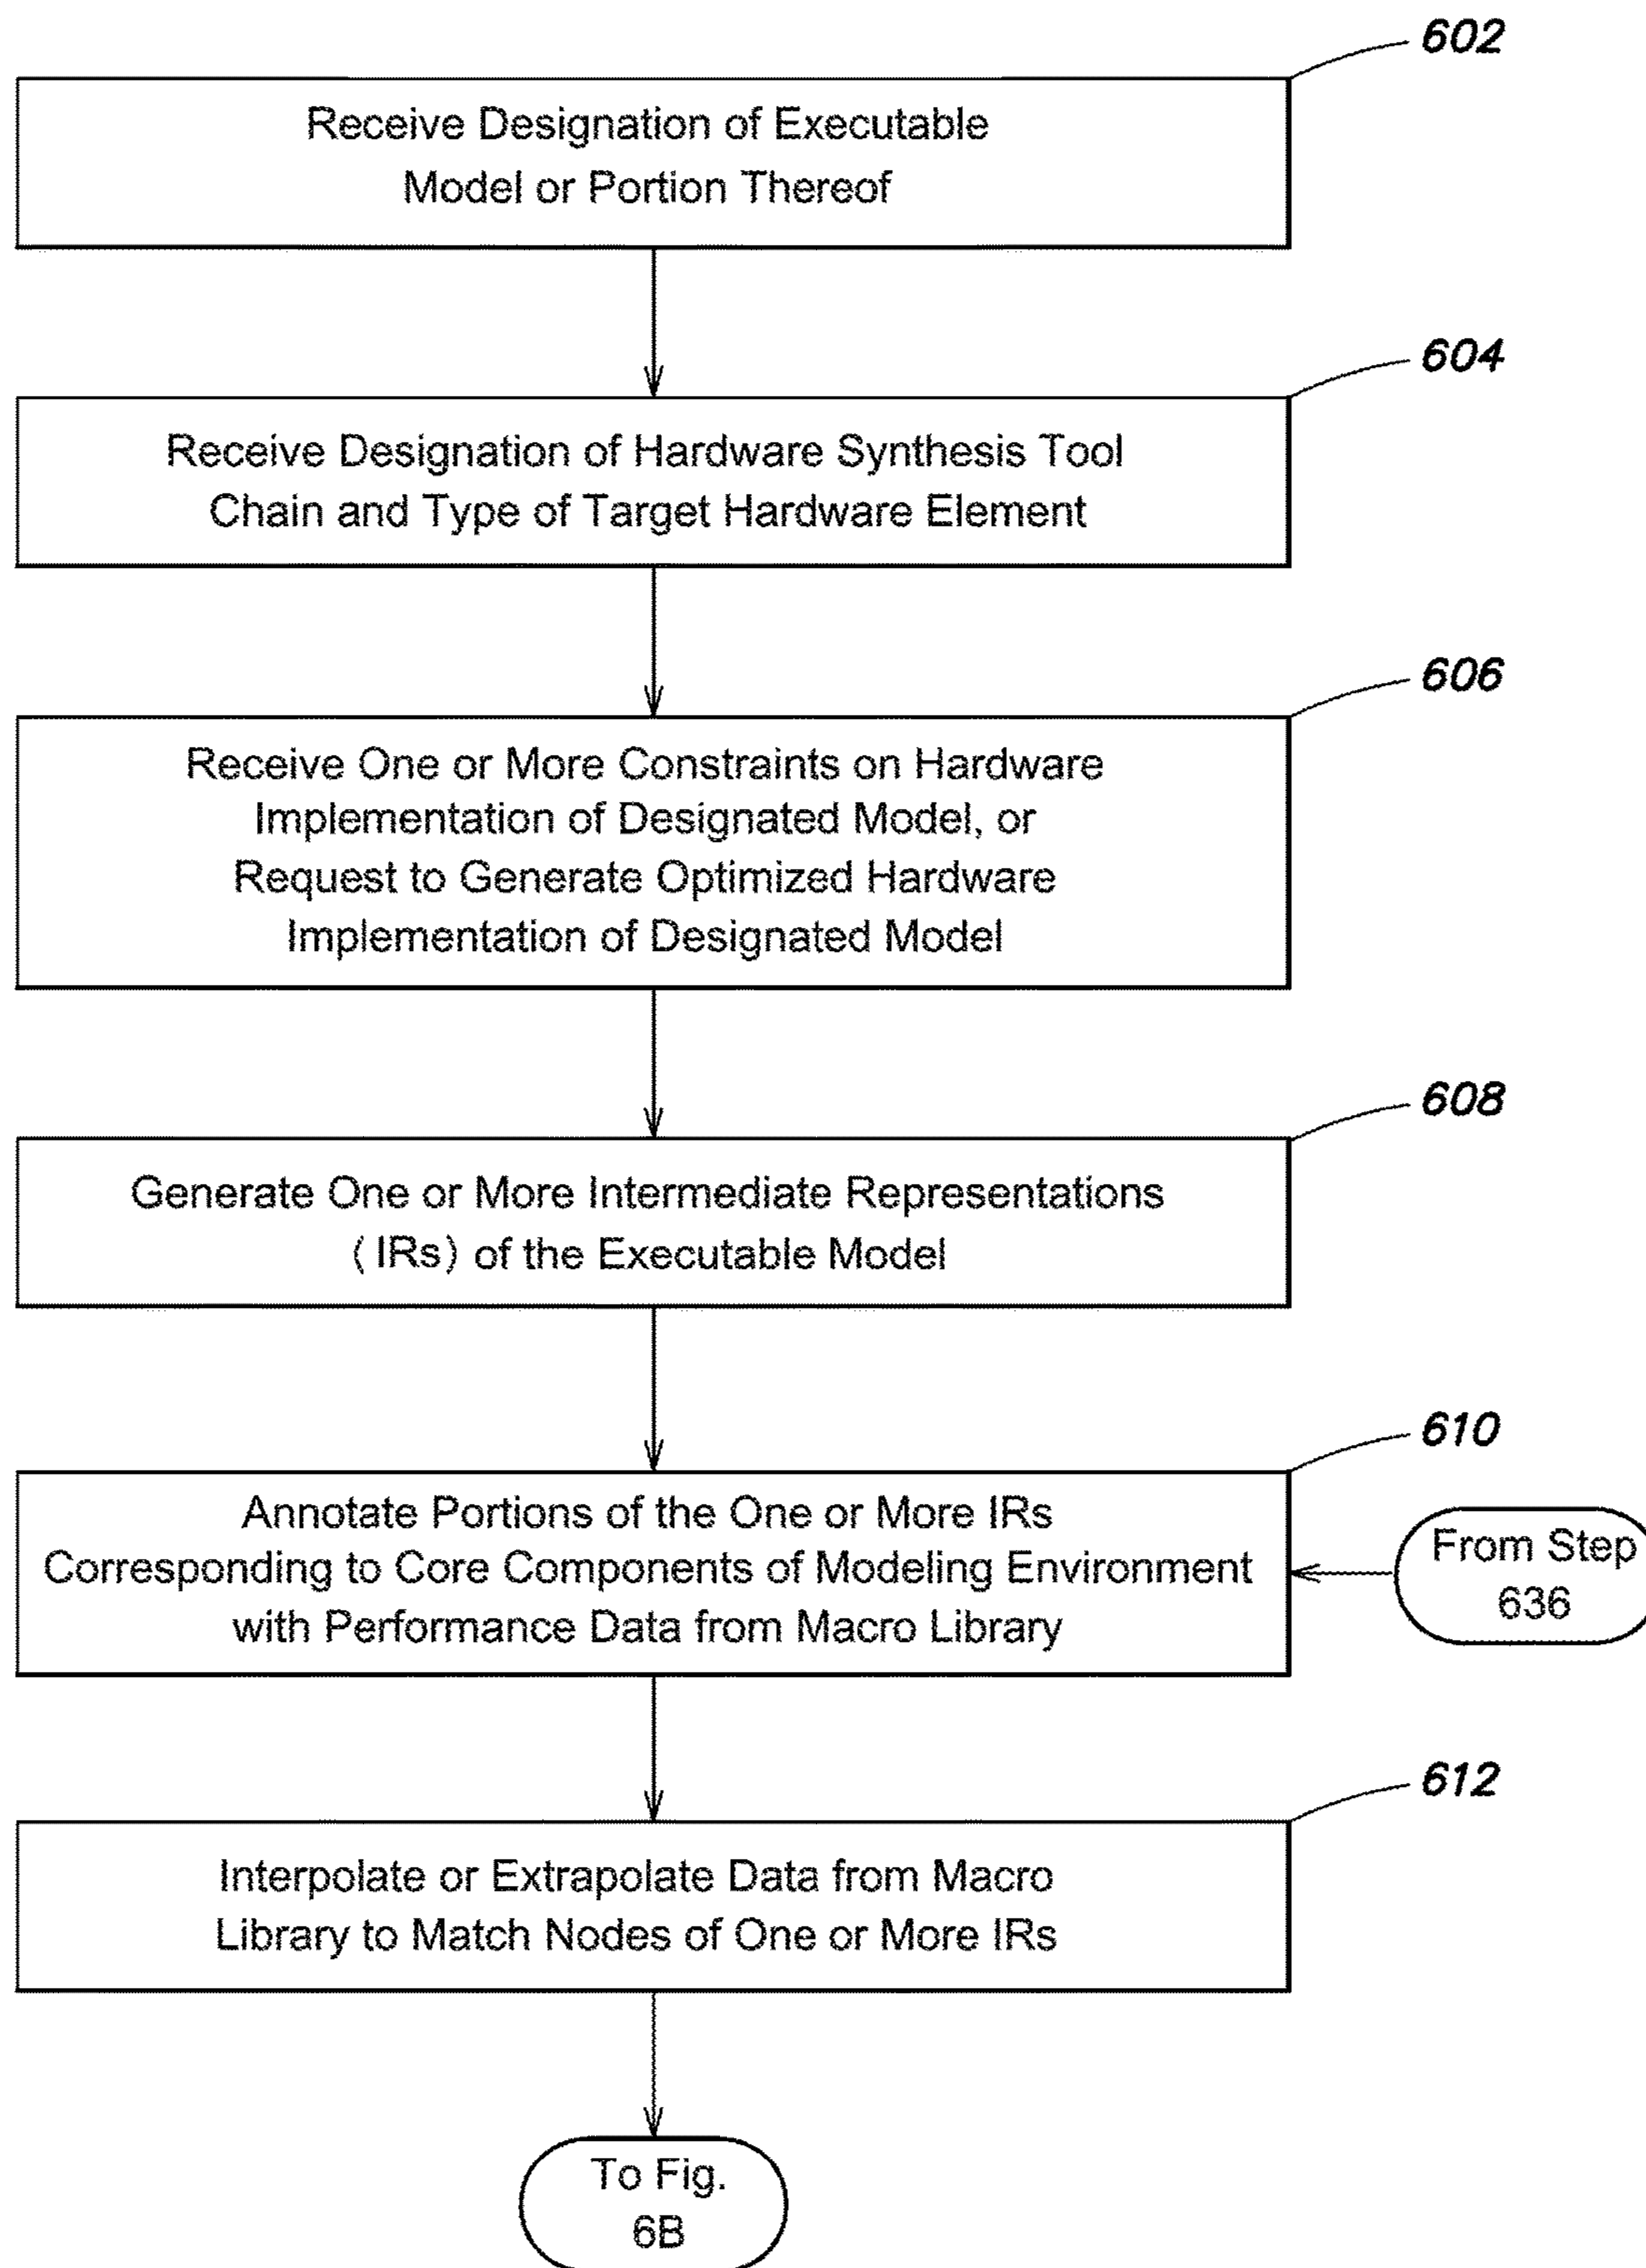 602
Receive Designation of Executable
Model or Portion Thereof
604
Receive Designation of Hardware Synthesis Tool
Chain and Type of Target Hardware Element
606
Receive One or More Constraints on Hardware
Implementation of Designated Model, or
Request to Generate Optimized Hardware
Implementation of Designated Model
608
Generate One or More Intermediate Representations
(IRs) of the Executable Model
610
Annotate Portions of the One or More IRs
Corresponding to Core Components of Modeling Environment
with Performance Data from Macro Library
From Step
636
612
Interpolate or Extrapolate Data from Macro
Library to Match Nodes of One or More IRs
To Fig.
6B